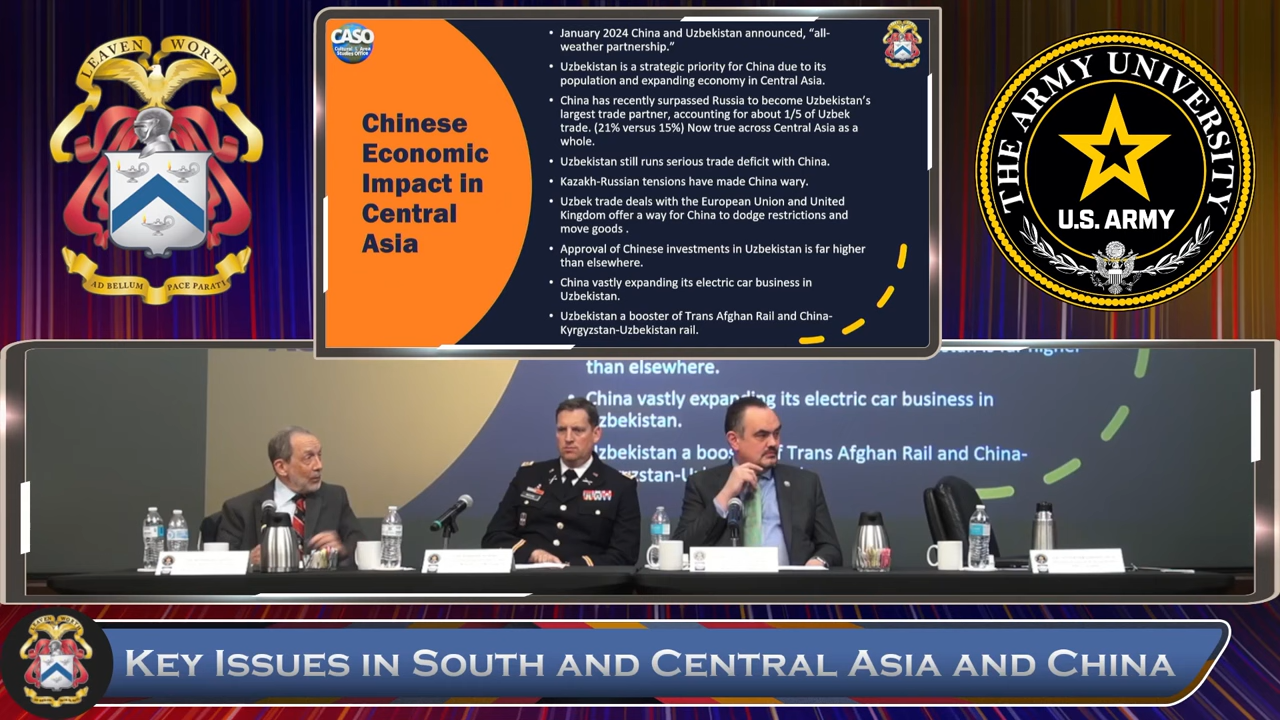 LEAVEN WORTH
AD BELLUM PACE PARATI
CASO
Cultural & Area
Studies Office
Chinese
Economic
Impact in
Central
Asia
• January 2024 China and Uzbekistan announced, “all-
weather partnership.”
• Uzbekistan is a strategic priority for China due to its
population and expanding economy in Central Asia.
• China has recently surpassed Russia to become Uzbekistan’s
largest trade partner, accounting for about 1/5 of Uzbek
trade. (21% versus 15%) Now true across Central Asia as a
whole.
• Uzbekistan still runs serious trade deficit with China.
• Kazakh-Russian tensions have made China wary.
• Uzbek trade deals with the European Union and United
Kingdom offer a way for China to dodge restrictions and
move goods .
• Approval of Chinese investments in Uzbekistan is far higher
than elsewhere.
• China vastly expanding its electric car business in
Uzbekistan.
• Uzbekistan a booster of Trans Afghan Rail and China-
Kyrgyzstan-Uzbekistan rail.
THE ARMY UNIVERSITY
U.S. ARMY
than elsewhere.
• China vastly expanding its electric car business in
zbekistan.
zbekistan a boos of Trans Afghan Rail and China-
KEY ISSUES IN SOUTH AND CENTRAL ASIA AND CHINA